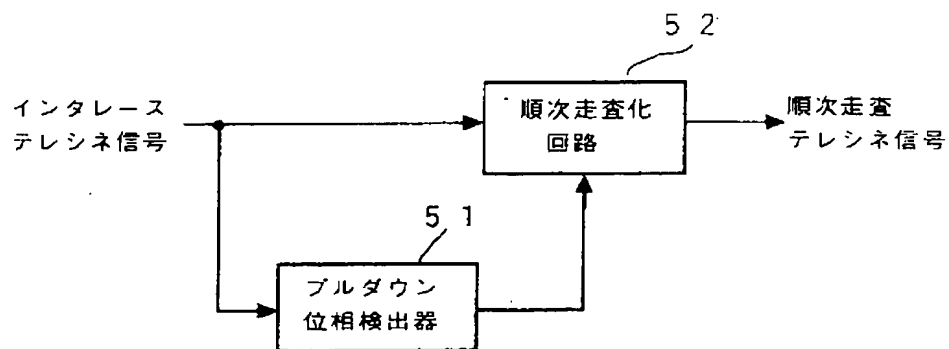 52
インタレース
テレシネ信号
順次走査化
回路
順次走査
テレシネ信号
51
プルダウン
位相検出器